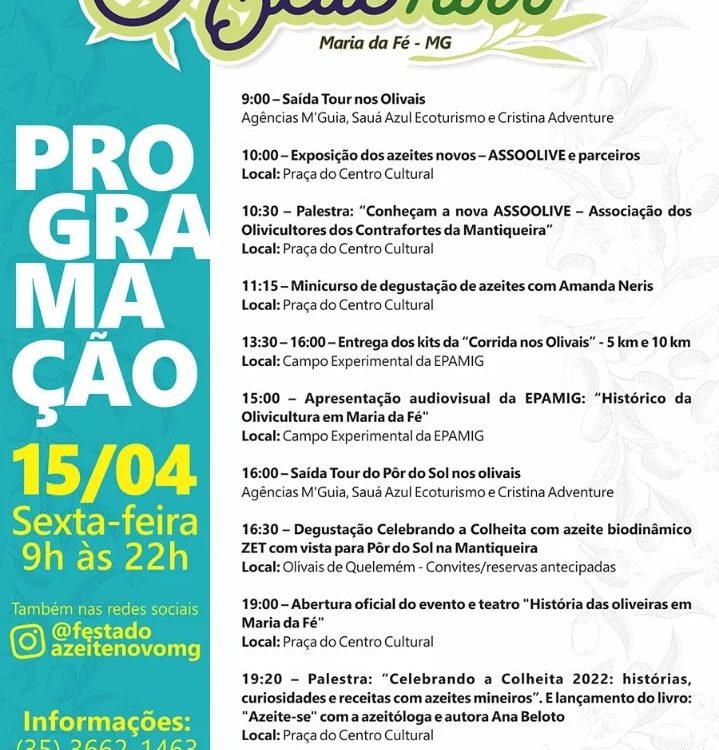 Azeite novo
Maria da Fé - MG
PRO
GRA
MA
ÇÃO
15/04
Sexta-feira
9h às 22h
Também nas redes sociais
@festado
azeitenovomg
Informações:
(35) 3662-1463
9:00 – Saída Tour nos Olivais
Agências M'Guia, Sauá Azul Ecoturismo e Cristina Adventure
10:00 – Exposição dos azeites novos – ASSOOLIVE e parceiros
Local: Praça do Centro Cultural
10:30 – Palestra: “Conheçam a nova ASSOOLIVE – Associação dos
Olivicultores dos Contrafortes da Mantiqueira”
Local: Praça do Centro Cultural
11:15 – Minicurso de degustação de azeites com Amanda Neris
Local: Praça do Centro Cultural
13:30 – 16:00 – Entrega dos kits da “Corrida nos Olivais” - 5 km e 10 km
Local: Campo Experimental da EPAMIG
15:00 – Apresentação audiovisual da EPAMIG: “Histórico da
Olivicultura em Maria da Fé"
Local: Campo Experimental da EPAMIG
16:00 – Saída Tour do Pôr do Sol nos olivais
Agências M'Guia, Sauá Azul Ecoturismo e Cristina Adventure
16:30 – Degustação Celebrando a Colheita com azeite biodinâmico
ZET com vista para Pôr do Sol na Mantiqueira
Local: Olivais de Quelemém - Convites/reservas antecipadas
19:00 – Abertura oficial do evento e teatro "História das oliveiras em
Maria da Fé"
Local: Praça do Centro Cultural
19:20 – Palestra: “Celebrando a Colheita 2022: histórias,
curiosidades e receitas com azeites mineiros”. E lançamento do livro:
"Azeite-se" com a azeitóloga e autora Ana Beloto
Local: Praça do Centro Cultural